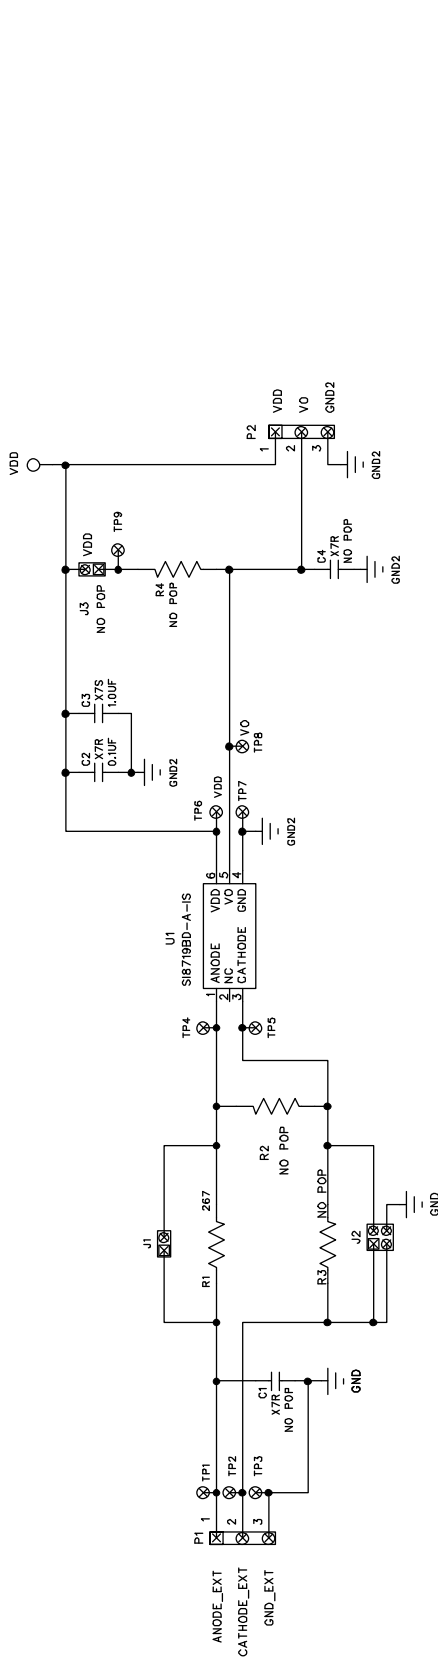 VDD
P2
VDD
VO
GND2
1
2
3
GND2
VDD
TP9
J3
NO POP
R4
NO POP
C4
X7R
NO POP
GND2
C3
X7S
1.0UF
C2
X7R
0.1UF
GND2
VO
TP8
TP6
VDD
TP7
GND2
6
5
4
U1
SI8719BD-A-IS
VDD
VO
GND
ANODE
NC
CATHODE
1
2
3
TP4
TP5
R2
NO POP
J1
267
R1
NO POP
R3
J2
GND
C1
X7R
NO POP
GND
TP1
TP2
TP3
P1
1
2
3
ANODE_EXT
CATHODE_EXT
GND_EXT